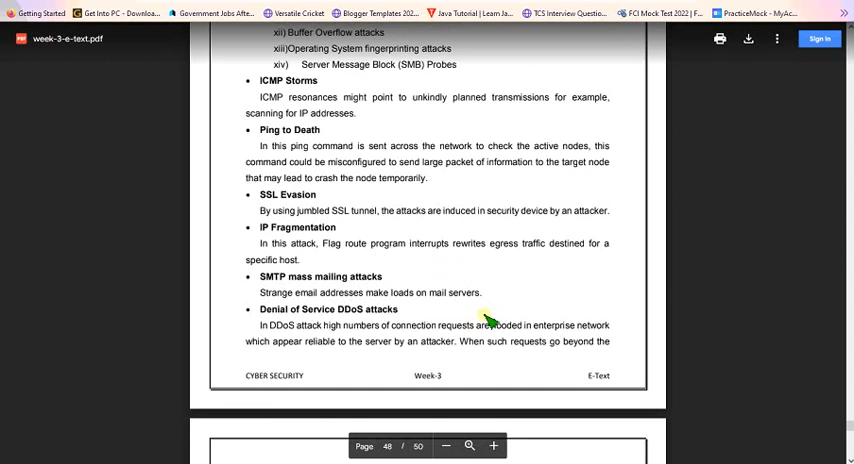 Getting Started
Get Into PC - Downloa...
Government Jobs Afte...
Versatile Cricket
Blogger Templates 202...
Java Tutorial | Learn Ja...
TCS Interview Questio...
FCI Mock Test 2022 | F...
PracticeMock - MyAc...
week-3-e-text.pdf
Sign in
xii) Buffer Overflow attacks
xiii)Operating System fingerprinting attacks
xiv) Server Message Block (SMB) Probes
• ICMP Storms
ICMP resonances might point to unkindly planned transmissions for example,
scanning for IP addresses.
• Ping to Death
In this ping command is sent across the network to check the active nodes, this
command could be misconfigured to send large packet of information to the target node
that may lead to crash the node temporarily.
• SSL Evasion
By using jumbled SSL tunnel, the attacks are induced in security device by an attacker.
• IP Fragmentation
In this attack, Flag route program interrupts rewrites egress traffic destined for a
specific host.
• SMTP mass mailing attacks
Strange email addresses make loads on mail servers.
• Denial of Service DDoS attacks
In DDoS attack high numbers of connection requests are flooded in enterprise network
which appear reliable to the server by an attacker. When such requests go beyond the
CYBER SECURITY Week-3 E-Text
Page 48 / 50